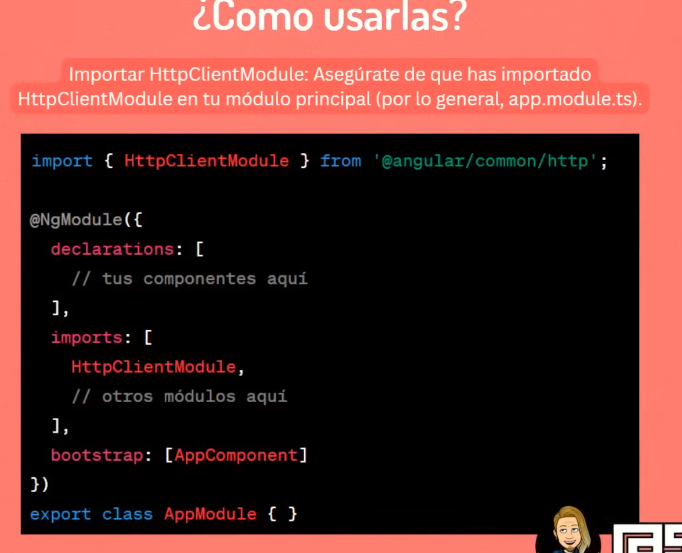 ¿Como usarlas?
Importar HttpClientModule: Asegúrate de que has importado
HttpClientModule en tu módulo principal (por lo general, app.module.ts).
import { HttpClientModule } from '@angular/common/http';
@NgModule({
declarations: [
// tus componentes aquí
],
imports: [
HttpClientModule,
// otros módulos aquí
],
bootstrap: [AppComponent]
})
export class AppModule { }